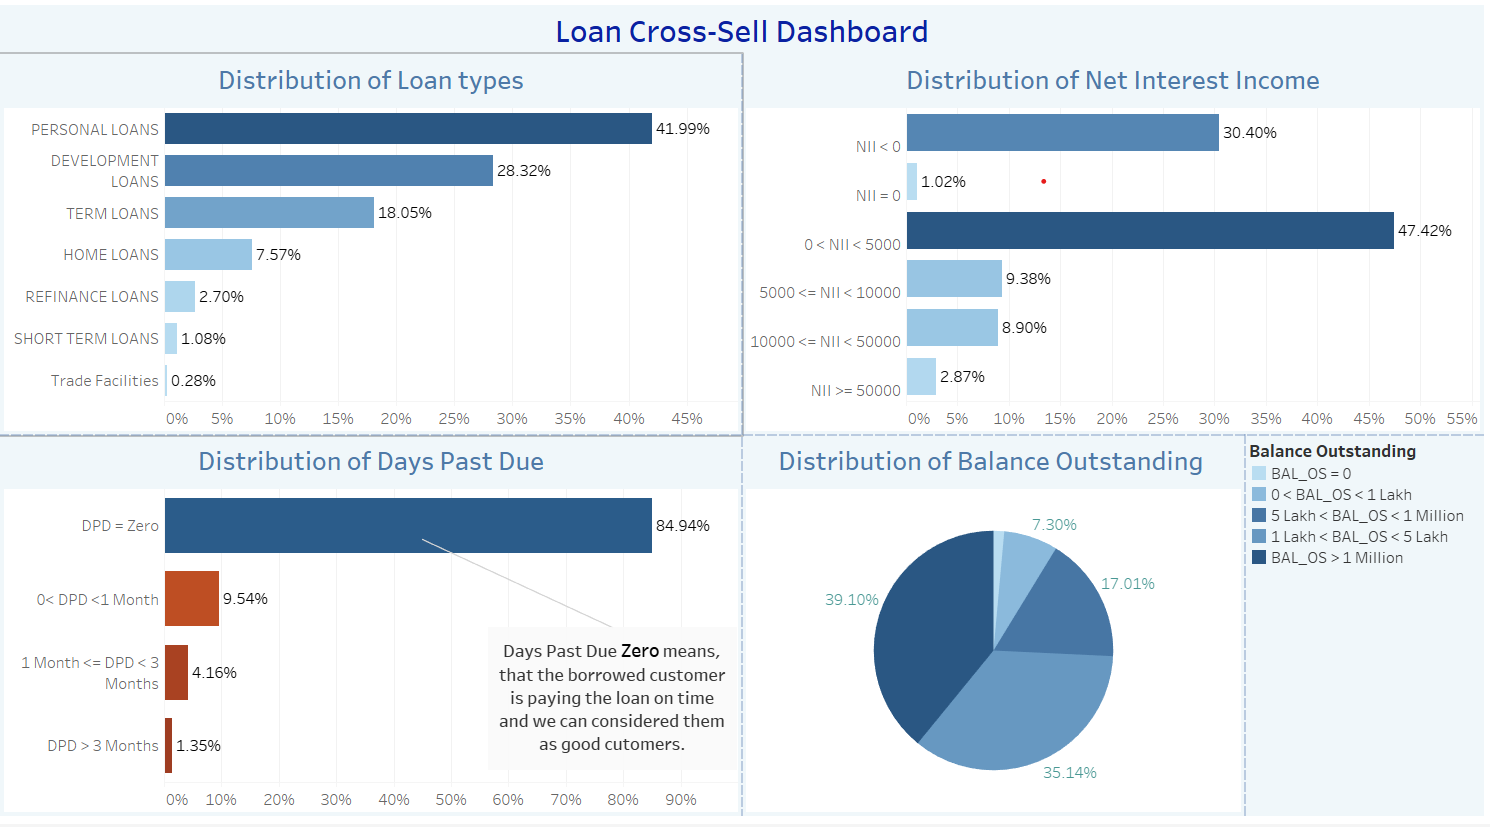 Loan Cross-Sell Dashboard
Distribution of Loan types
PERSONAL LOANS 41.99%
DEVELOPMENT
LOANS 28.32%
TERM LOANS 18.05%
HOME LOANS 7.57%
REFINANCE LOANS 2.70%
SHORT TERM LOANS 1.08%
Trade Facilities 0.28%
0% 5% 10% 15% 20% 25% 30% 35% 40% 45%
Distribution of Net Interest Income
NII < 0 30.40%
NII = 0 1.02%
0 < NII < 5000 47.42%
5000 <= NII < 10000 9.38%
10000 <= NII < 50000 8.90%
NII >= 50000 2.87%
0% 5% 10% 15% 20% 25% 30% 35% 40% 45% 50% 55%
Distribution of Days Past Due
DPD = Zero 84.94%
0< DPD <1 Month 9.54%
1 Month <= DPD < 3
Months 4.16%
DPD > 3 Months 1.35%
0% 10% 20% 30% 40% 50% 60% 70% 80% 90%
Days Past Due Zero means,
that the borrowed customer
is paying the loan on time
and we can considered them
as good cutomers.
Distribution of Balance Outstanding
7.30%
17.01%
39.10%
35.14%
Balance Outstanding
BAL_OS = 0
0 < BAL_OS < 1 Lakh
5 Lakh < BAL_OS < 1 Million
1 Lakh < BAL_OS < 5 Lakh
BAL_OS > 1 Million